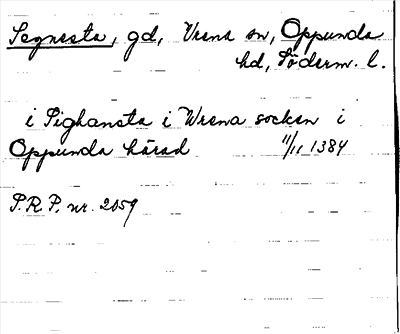 Segnesta, gd, Vrena sn, Oppunda
hd, Söderm. l.
i Sighansta i Wrena socken i
Oppunda härad 11/11 1384
S.R.P. nr. 2059